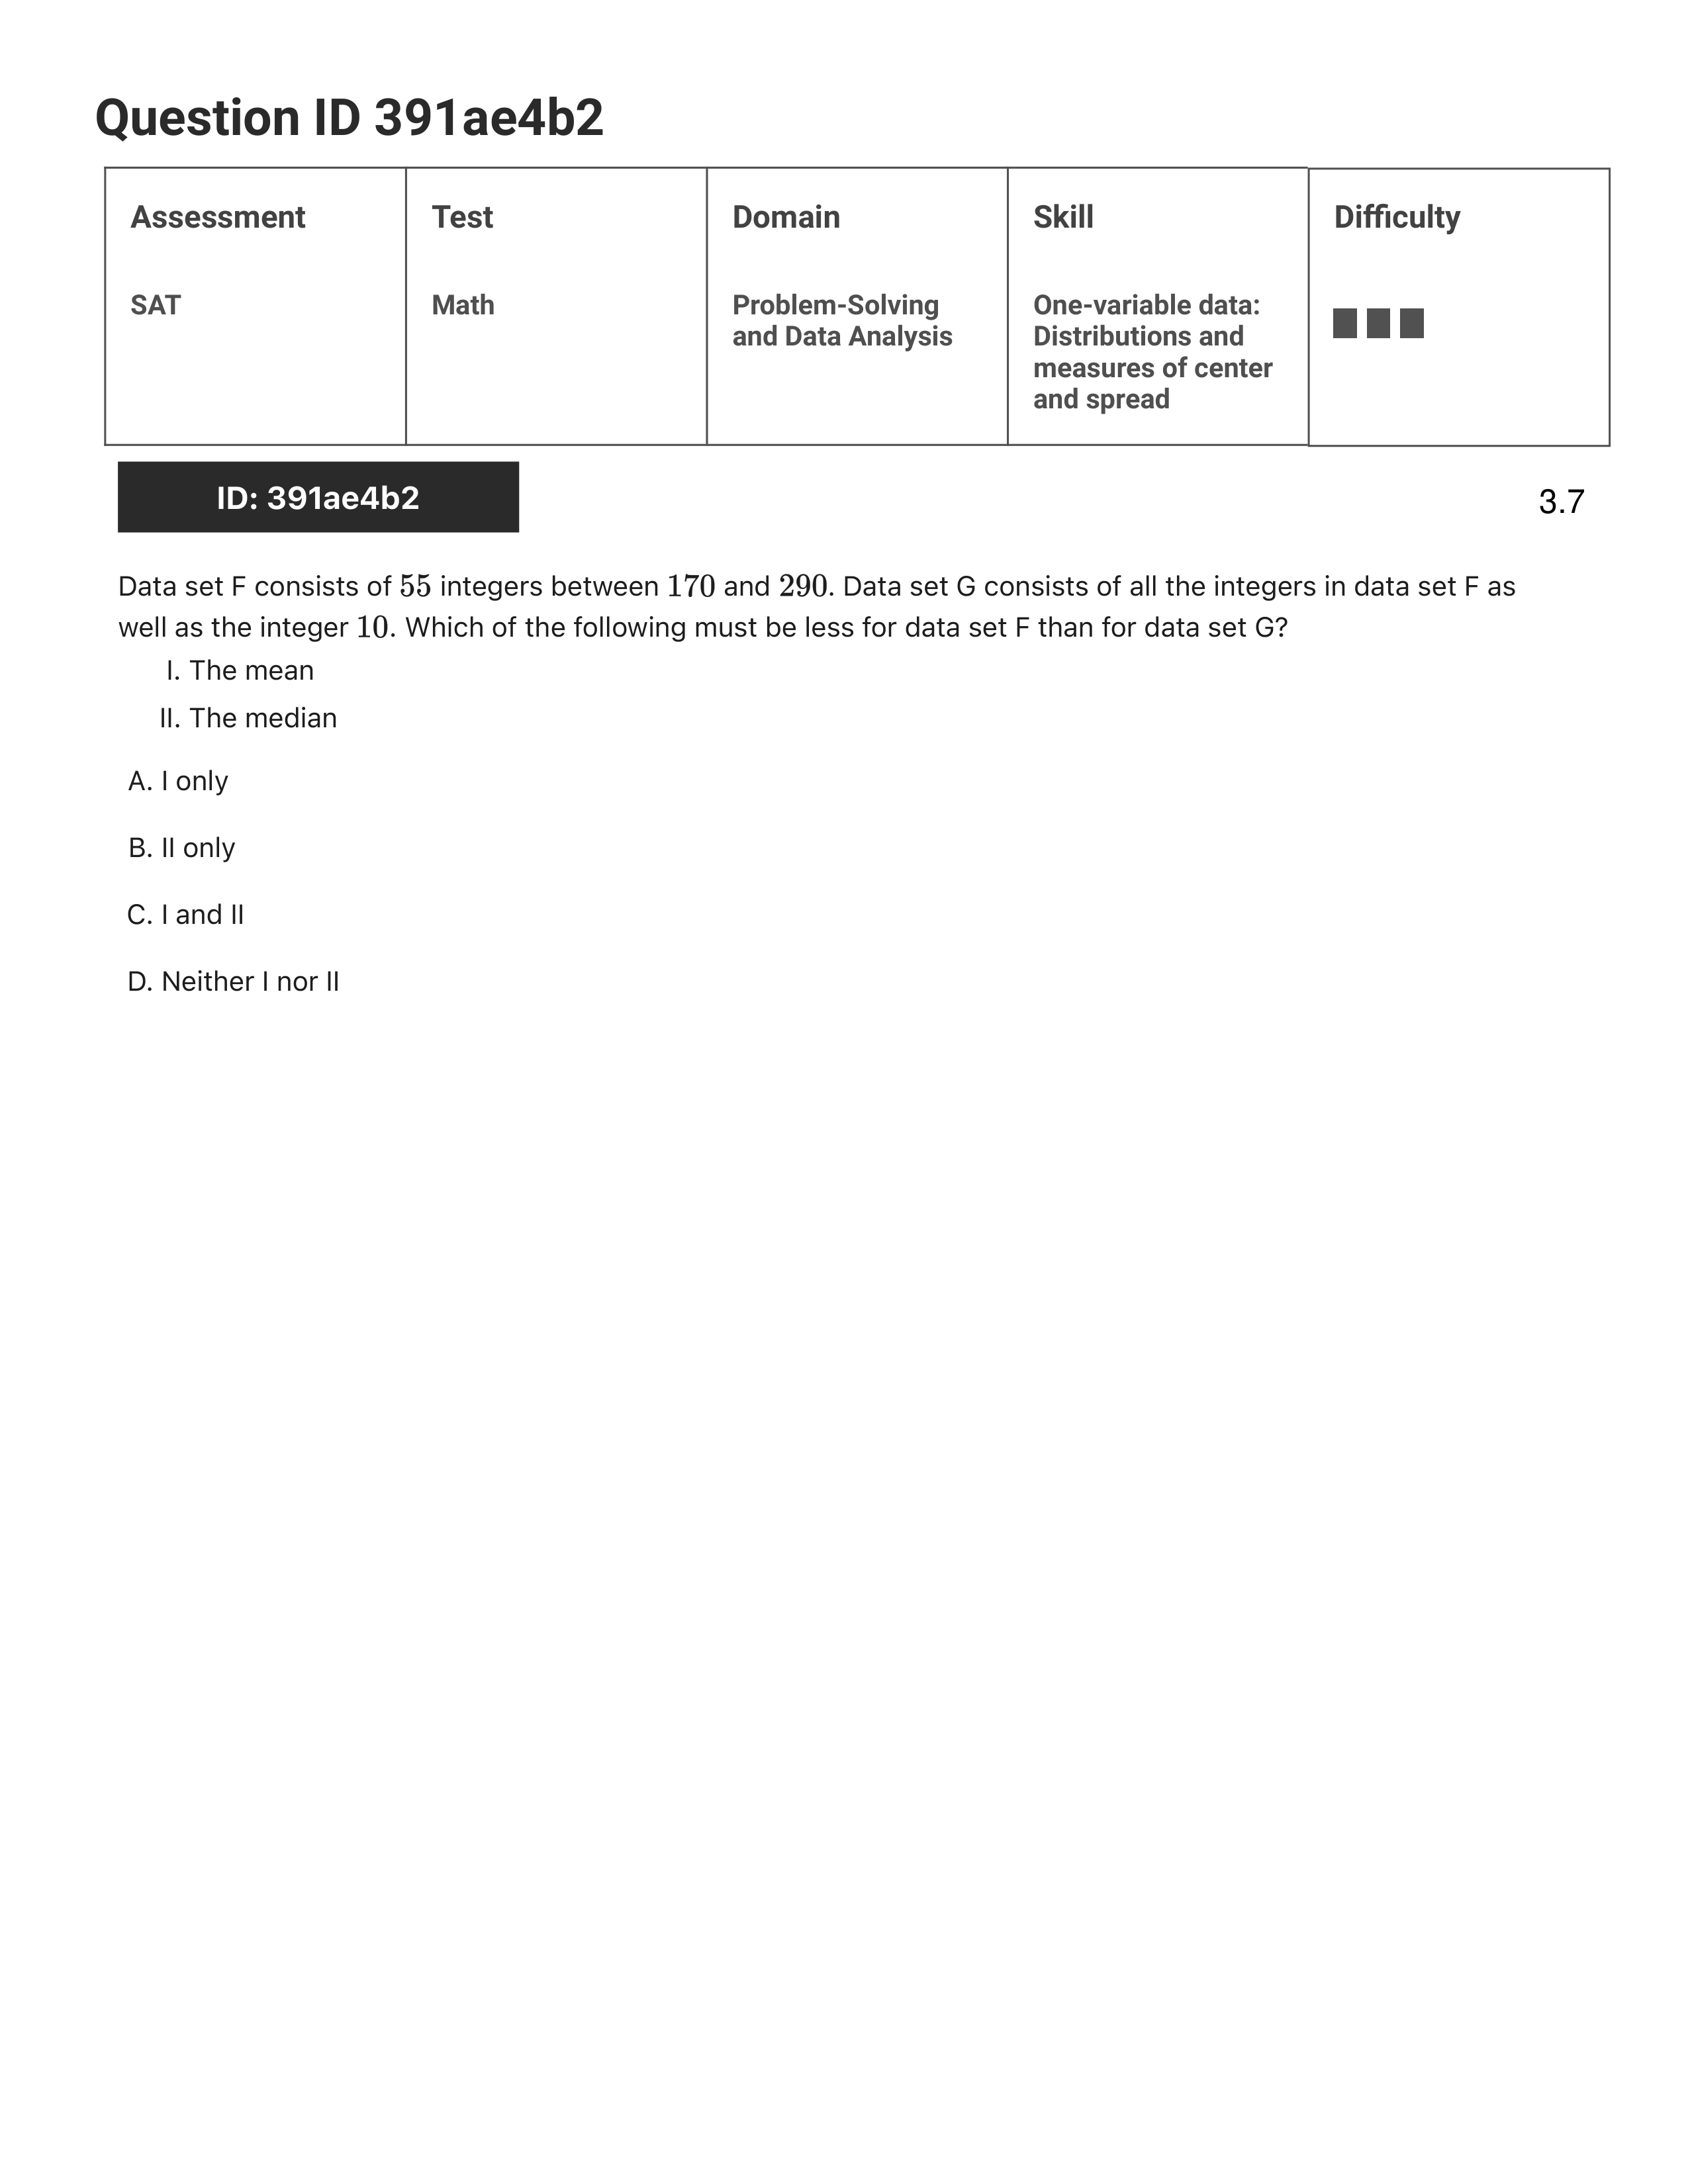 Question ID 391ae4b2
Assessment
Test
Domain
Skill
Difficulty
SAT
Math
Problem-Solving
and Data Analysis
One-variable data:
Distributions and
measures of center
and spread
ID: 391ae4b2
3.7
Data set F consists of 55 integers between 170 and 290. Data set G consists of all the integers in data set F as
well as the integer 10. Which of the following must be less for data set F than for data set G?
I. The mean
II. The median
A. I only
B. II only
C. I and II
D. Neither I nor II